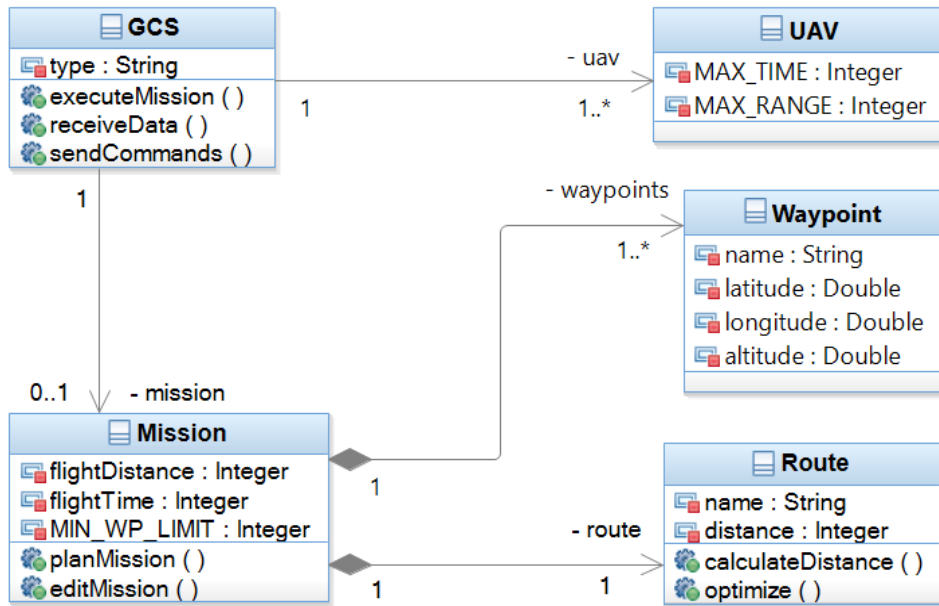 GCS
type : String
executeMission ( )
receiveData ( )
sendCommands ( )
1
- uav
1..*
UAV
MAX_TIME : Integer
MAX_RANGE : Integer
1
- waypoints
1..*
Waypoint
name : String
latitude : Double
longitude : Double
altitude : Double
0..1
- mission
Mission
flightDistance : Integer
flightTime : Integer
MIN_WP_LIMIT : Integer
planMission ( )
editMission ( )
1
1
- route
1
Route
name : String
distance : Integer
calculateDistance ( )
optimize ( )